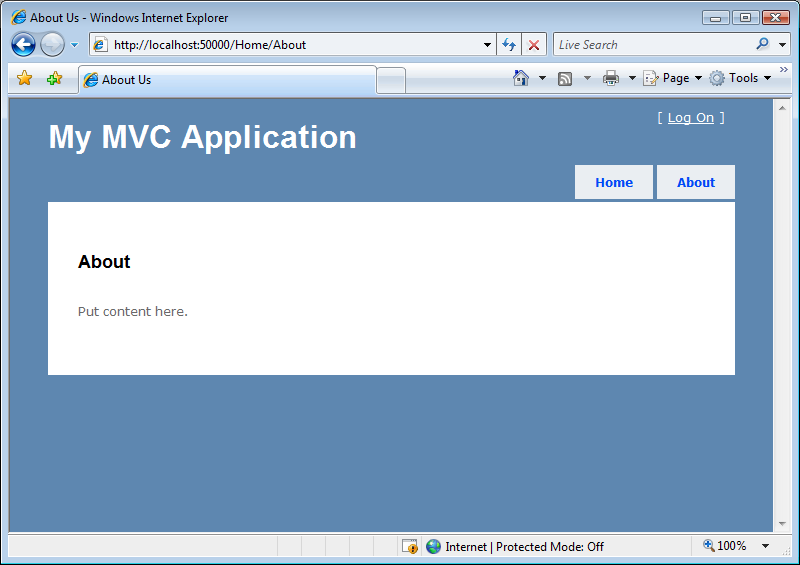 About Us - Windows Internet Explorer
http://localhost:50000/Home/About
Live Search
About Us
Page
Tools
[ Log On ]
My MVC Application
Home
About
About
Put content here.
Internet | Protected Mode: Off
100%